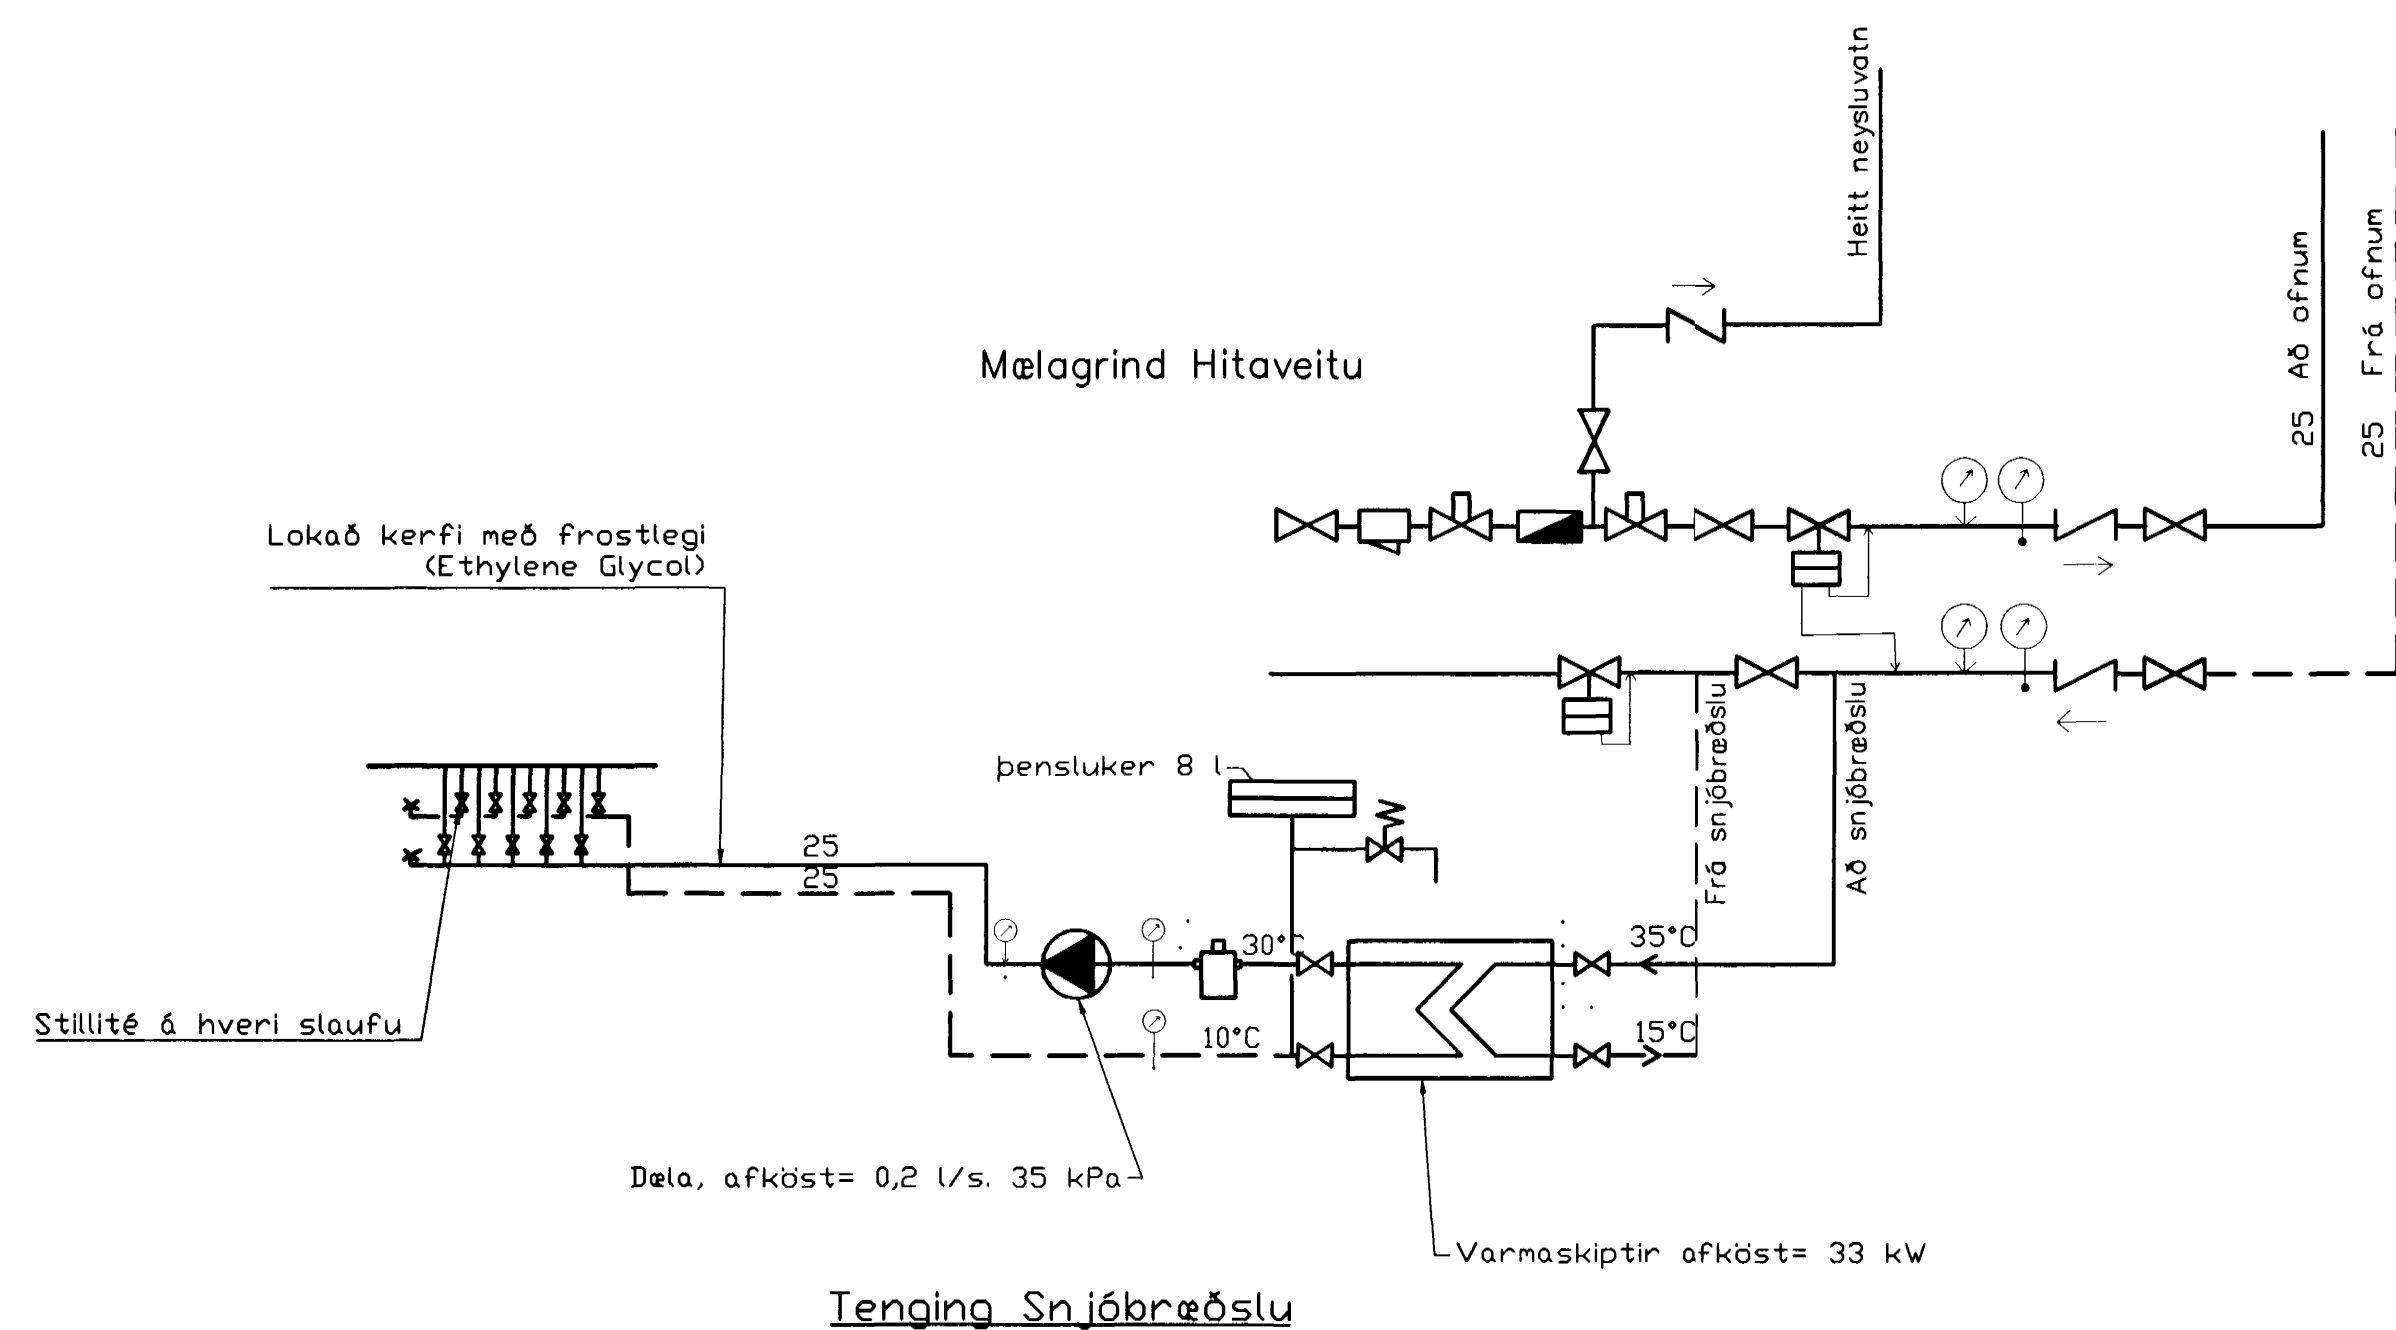 Heitt neysluvatn
25 Að ofnum
25 Frá ofnum
Mælagrind Hitaveitu
Lokað kerfi með frostlegi
(Ethylene Glycol)
Frá snjóbræðslu
Að snjóbræðslu
þensluker 8 l
25
25
30°C
35°C
10°C
15°C
Stillité á hveri slaufu
Dæla, afköst= 0,2 l/s. 35 kPa
Varmaskiptir afköst= 33 kW
Tenging Snjóbræðslu